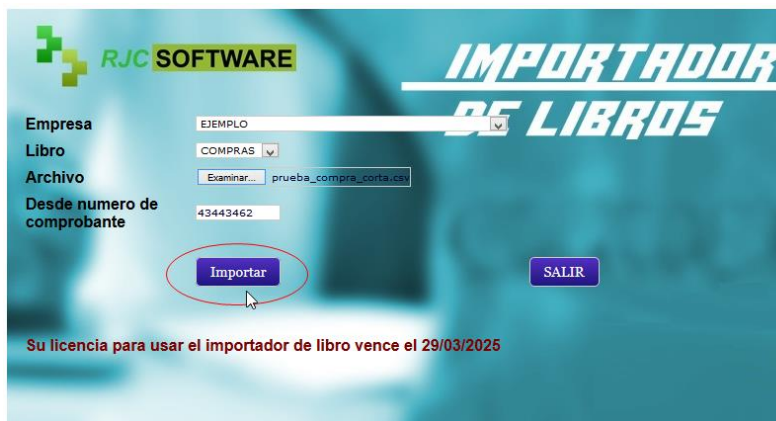 RJC SOFTWARE
IMPORTADOR
DE LIBROS
Empresa EJEMPLO
Libro COMPRAS
Archivo Examinar... prueba_compra_corta.csv
Desde numero de
comprobante 43443462
Importar SALIR
Su licencia para usar el importador de libro vence el 29/03/2025